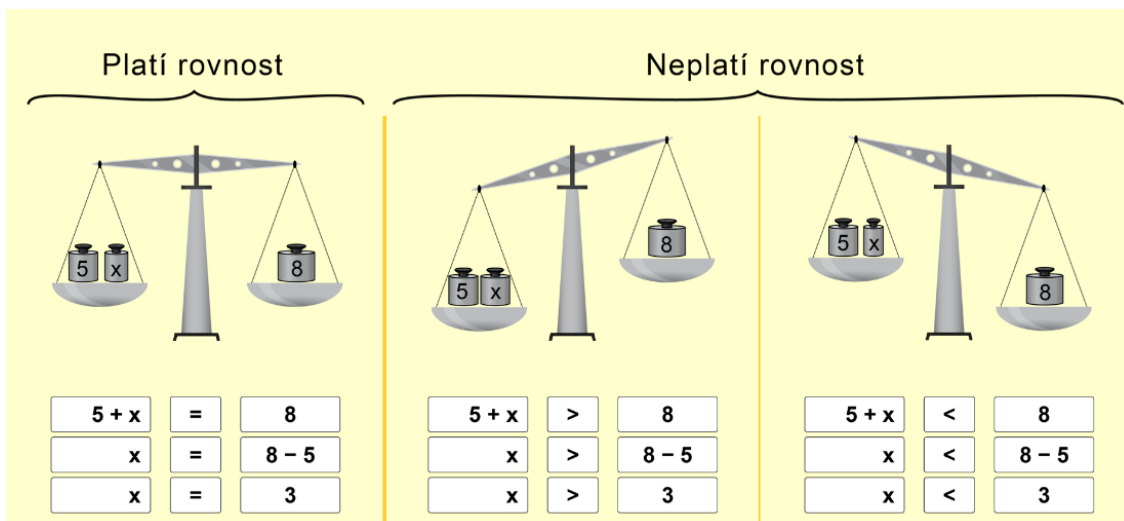 Platí rovnost
Neplatí rovnost
5 x 8
5 x 8
5 x 8
5 + x = 8
x = 8 – 5
x = 3
5 + x > 8
x > 8 – 5
x > 3
5 + x < 8
x < 8 – 5
x < 3